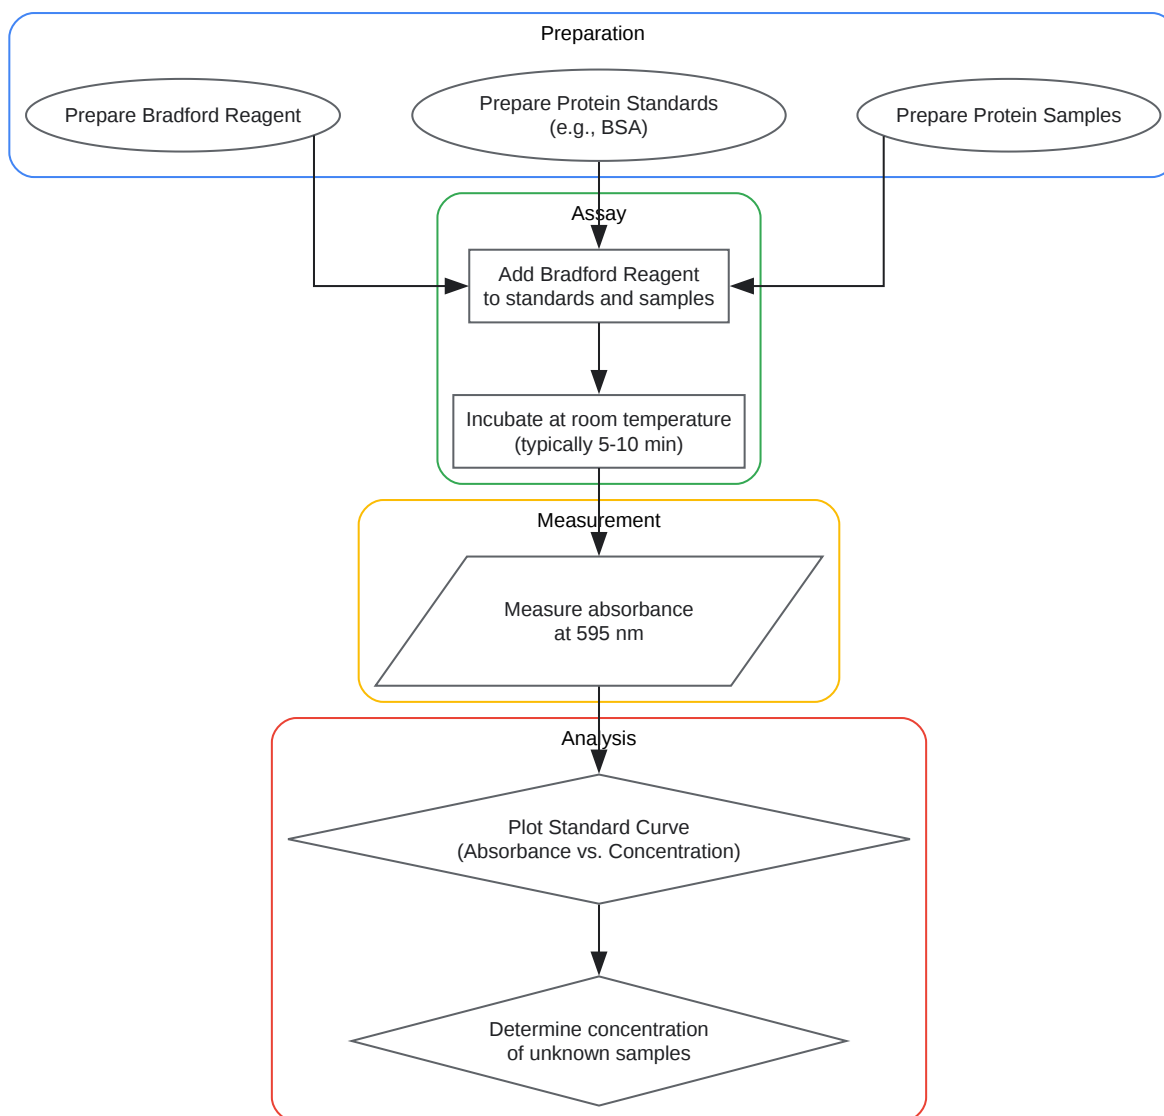 Preparation
Prepare Bradford Reagent
Prepare Protein Standards
(e.g., BSA)
Prepare Protein Samples
Assay
Add Bradford Reagent
to standards and samples
Incubate at room temperature
(typically 5-10 min)
Measurement
Measure absorbance
at 595 nm
Analysis
Plot Standard Curve
(Absorbance vs. Concentration)
Determine concentration
of unknown samples